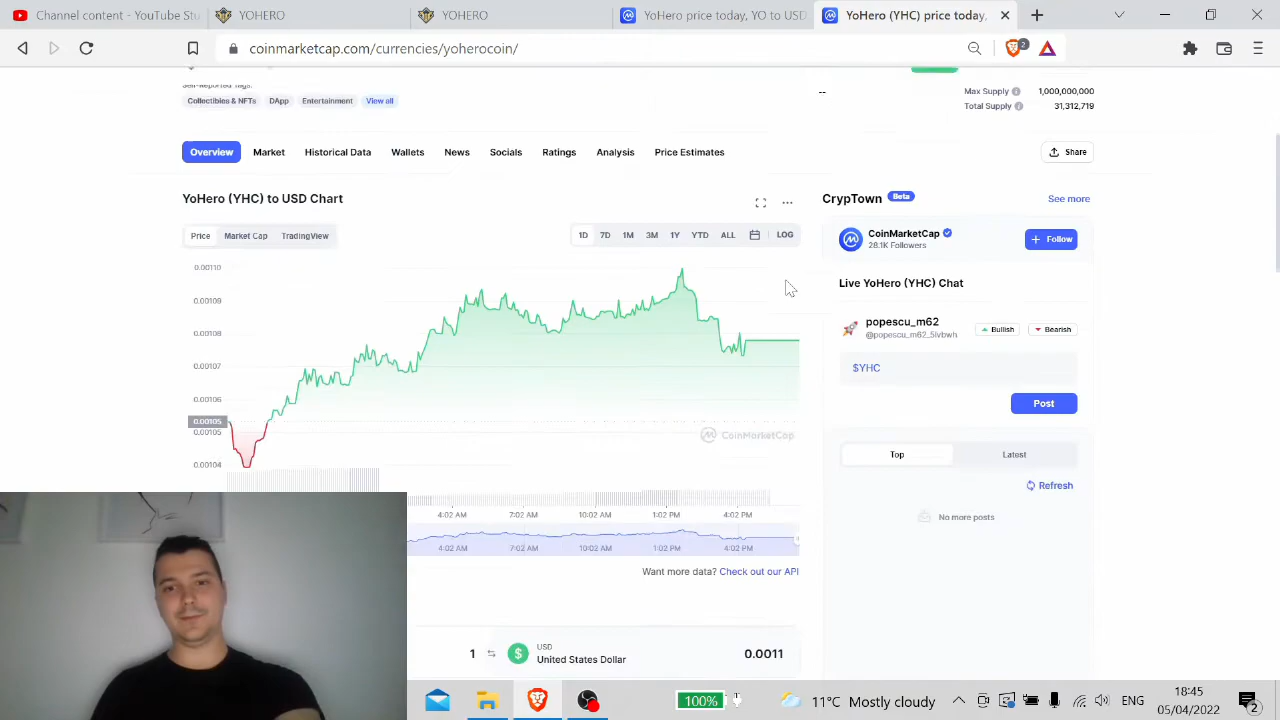 Channel content - YouTu
YOHERO
YOHERO
YoHero YHC price today to USD
YoHero (YHC) price today,
coinmarketcap.com/currencies/yoherocoin/
2
Self-Reported Tags:
Collectibles & NFTs DApp Entertainment View all
--
Max Supply 1,000,000,000
Total Supply 31,312,719
Overview Market Historical Data Wallets News Socials Ratings Analysis Price Estimates
Share
YoHero (YHC) to USD Chart
Price Market Cap TradingView
1D 7D 1M 3M 1Y YTD ALL LOG
0.00110
0.00109
0.00108
0.00107
0.00106
0.00105
0.00105
0.00104
CoinMarketCap
4:02 AM 7:02 AM 10:02 AM 1:02 PM 4:02 PM
4:02 AM 7:02 AM 10:02 AM 1:02 PM 4:02 PM
Want more data? Check out our API
1
USD
United States Dollar
0.0011
CrypTown Beta
See more
CoinMarketCap
28.1K Followers
+ Follow
Live YoHero (YHC) Chat
popescu_m62
@popescu_m62_5lvbwh
Bullish
Bearish
$YHC
Post
Top Latest
Refresh
No more posts
100%
11°C Mostly cloudy
ENG
18:45
05/04/2022
2